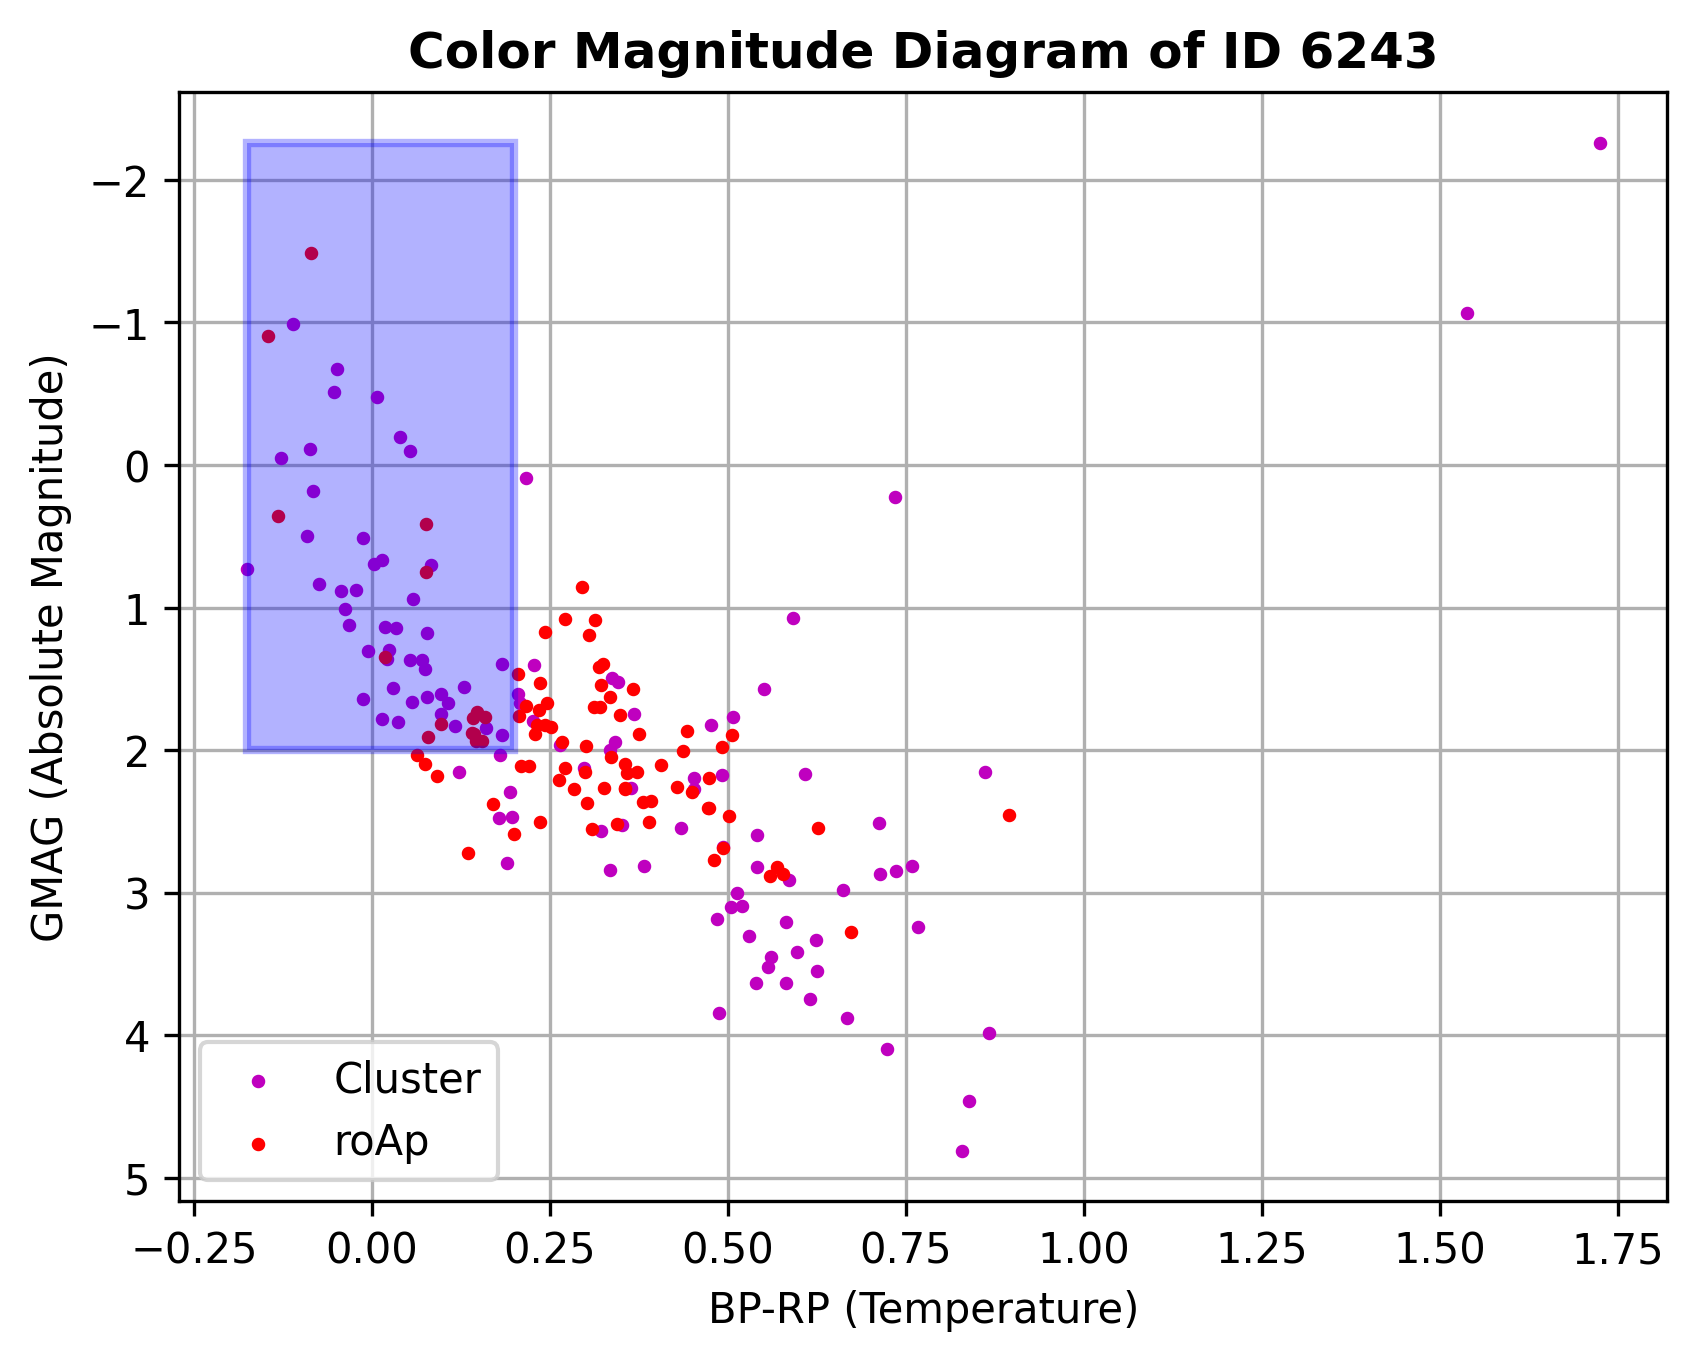 Color Magnitude Diagram of ID 6243
GMAG (Absolute Magnitude)
−2
−1
0
1
2
3
4
5
Cluster
roAp
−0.25 0.00 0.25 0.50 0.75 1.00 1.25 1.50 1.75
BP-RP (Temperature)